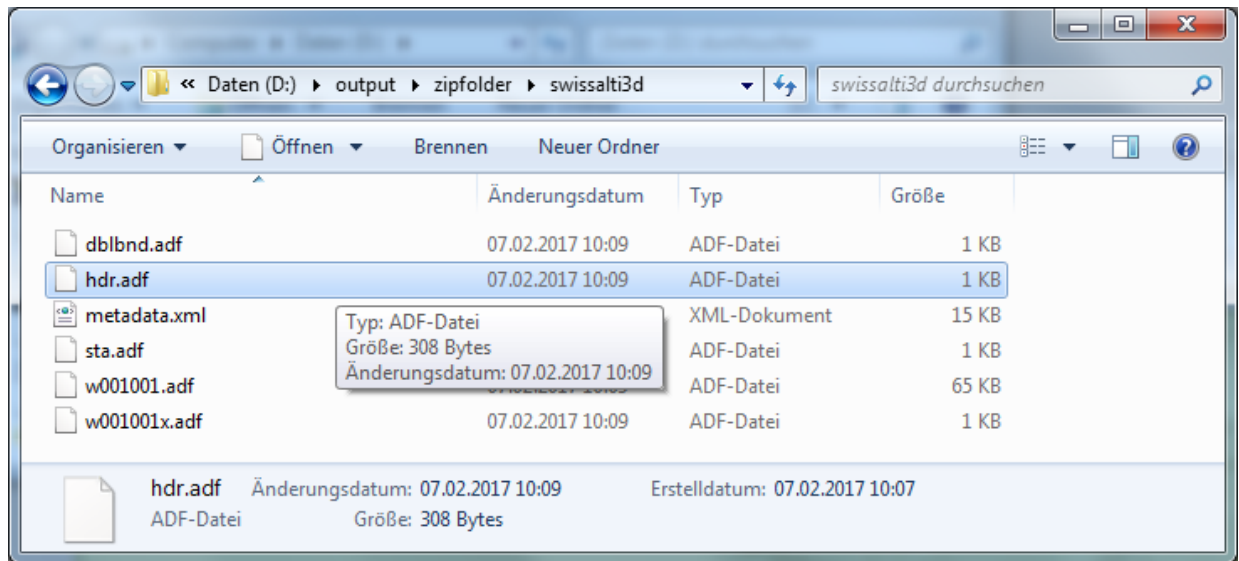 « Daten (D:) ▸ output ▸ zipfolder ▸ swissalti3d
swissalti3d durchsuchen
Organisieren Öffnen Brennen Neuer Ordner
Name Änderungsdatum Typ Größe
dblbnd.adf 07.02.2017 10:09 ADF-Datei 1 KB
hdr.adf 07.02.2017 10:09 ADF-Datei 1 KB
metadata.xml XML-Dokument 15 KB
sta.adf ADF-Datei 1 KB
w001001.adf ADF-Datei 65 KB
w001001x.adf 07.02.2017 10:09 ADF-Datei 1 KB
Typ: ADF-Datei
Größe: 308 Bytes
Änderungsdatum: 07.02.2017 10:09
hdr.adf Änderungsdatum: 07.02.2017 10:09 Erstelldatum: 07.02.2017 10:07
ADF-Datei Größe: 308 Bytes